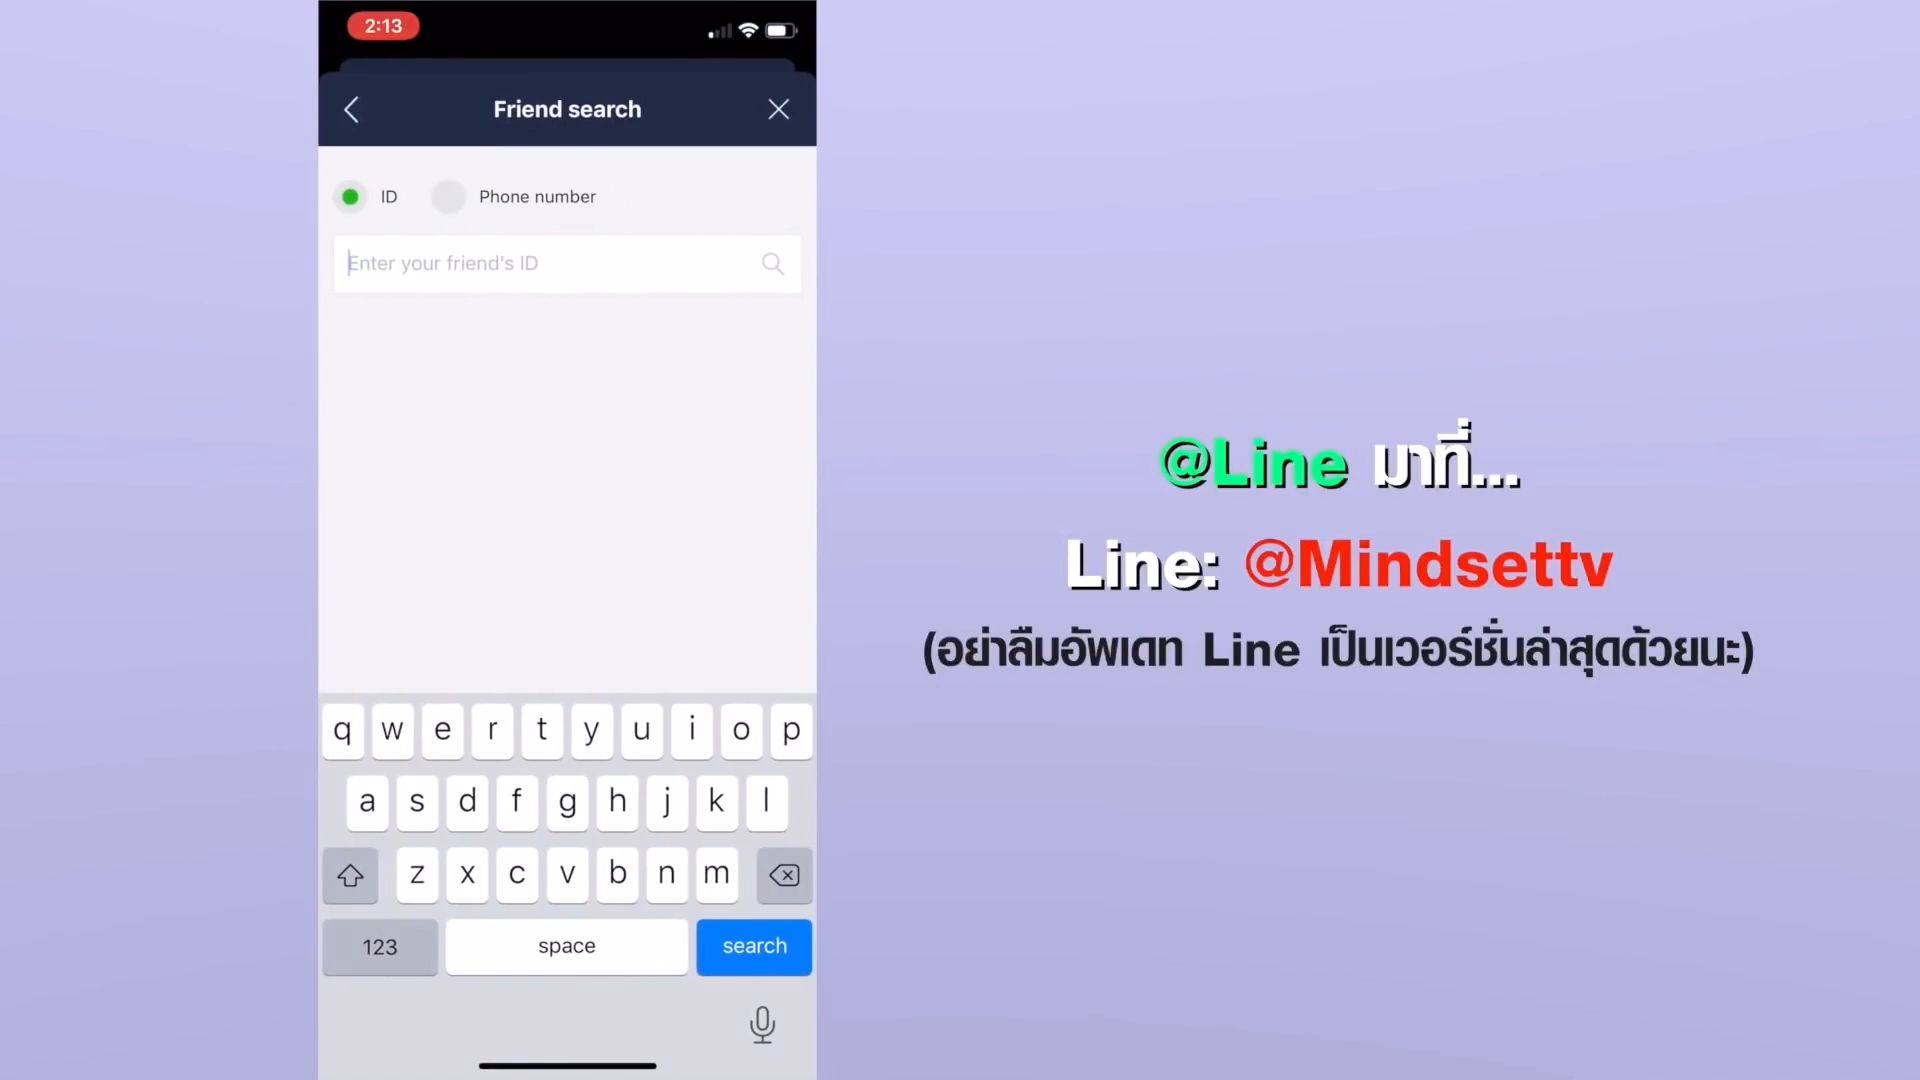 2:13
Friend search
ID Phone number
Enter your friend's ID
@Line มาที่...
Line: @Mindsettv
(อย่าลืมอัพเดท Line เป็นเวอร์ชั่นล่าสุดด้วยนะ)
q w e r t y u i o p
a s d f g h j k l
z x c v b n m
123 space search